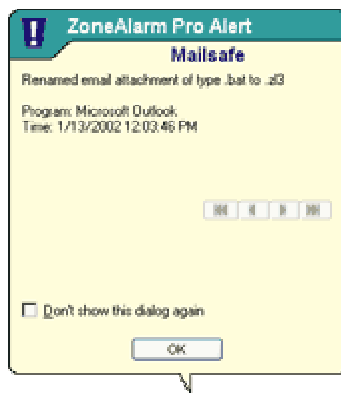 ZoneAlarm Pro Alert
Mailsafe
Renamed email attachment of type .bat to .zl3
Program: Microsoft Outlook
Time: 1/13/2002 12:03:46 PM
Don't show this dialog again
OK